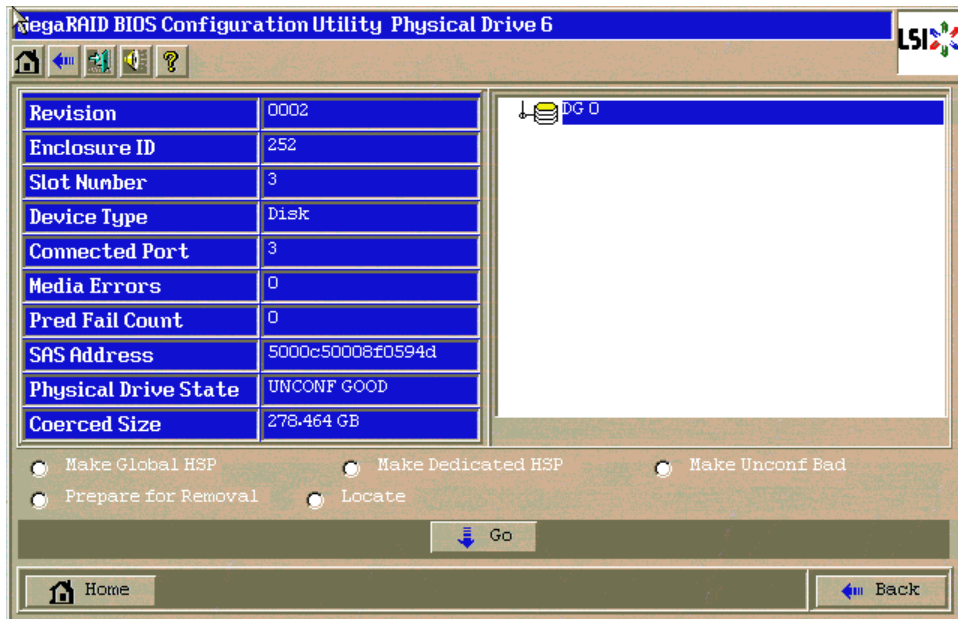 MegaRAID BIOS Configuration Utility Physical Drive 6
LSI
Revision 0002
Enclosure ID 252
Slot Number 3
Device Type Disk
Connected Port 3
Media Errors 0
Pred Fail Count 0
SAS Address 5000c50008f0594d
Physical Drive State UNCONF GOOD
Coerced Size 278.464 GB
DG 0
Make Global HSP Make Dedicated HSP Make Unconf Bad
Prepare for Removal Locate
Go
Home Back